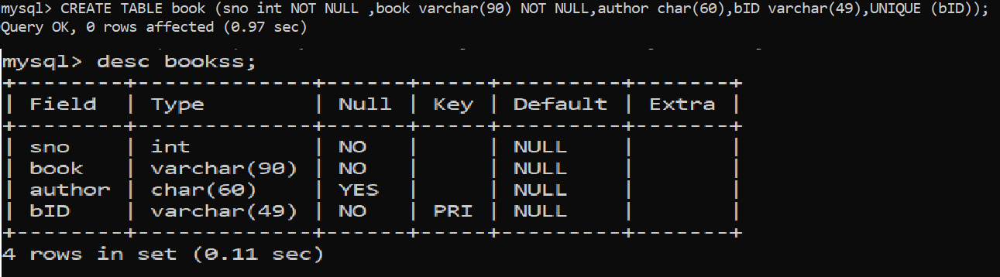 mysql> CREATE TABLE book (sno int NOT NULL ,book varchar(90) NOT NULL,author char(60),bID varchar(49),UNIQUE (bID));
Query OK, 0 rows affected (0.97 sec)
mysql> desc bookss;
+--------+-------------+------+-----+---------+-------+
| Field  | Type        | Null | Key | Default | Extra |
+--------+-------------+------+-----+---------+-------+
| sno    | int         | NO   |     | NULL    |       |
| book   | varchar(90) | NO   |     | NULL    |       |
| author | char(60)    | YES  |     | NULL    |       |
| bID    | varchar(49) | NO   | PRI | NULL    |       |
+--------+-------------+------+-----+---------+-------+
4 rows in set (0.11 sec)